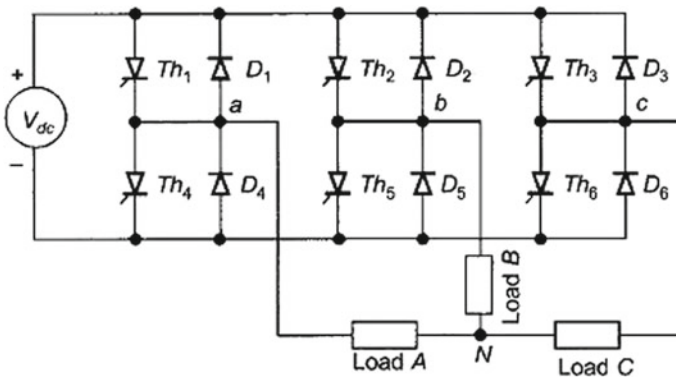 +
V_dc
−
Th_1
D_1
a
Th_2
D_2
b
Th_3
D_3
c
Th_4
D_4
Th_5
D_5
Th_6
D_6
Load B
Load A
N
Load C